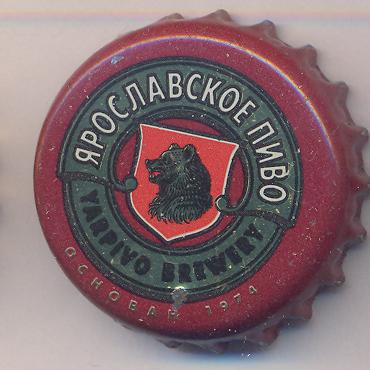 ЯРОСЛАВСКОЕ ПИВО
YARPIVO BREWERY
ОСНОВАН 1974